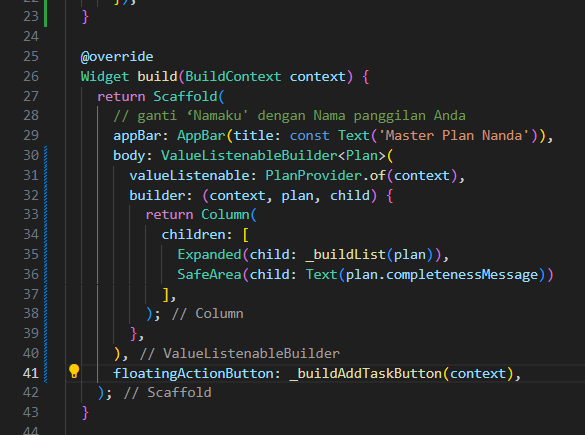 22 });
23 }
24
25 @override
26 Widget build(BuildContext context) {
27 return Scaffold(
28 // ganti ‘Namaku' dengan Nama panggilan Anda
29 appBar: AppBar(title: const Text('Master Plan Nanda')),
30 body: ValueListenableBuilder<Plan>(
31 valueListenable: PlanProvider.of(context),
32 builder: (context, plan, child) {
33 return Column(
34 children: [
35 Expanded(child: _buildList(plan)),
36 SafeArea(child: Text(plan.completenessMessage))
37 ],
38 ); // Column
39 },
40 ), // ValueListenableBuilder
41 floatingActionButton: _buildAddTaskButton(context),
42 ); // Scaffold
43 }
44